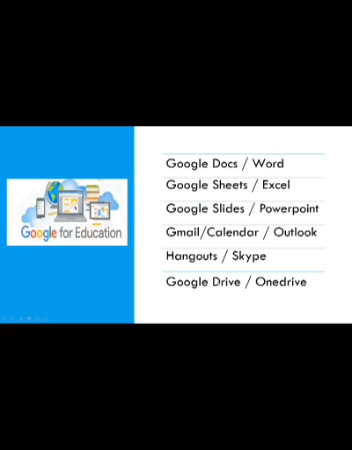 Google for Education
Google Docs / Word
Google Sheets / Excel
Google Slides / Powerpoint
Gmail/Calendar / Outlook
Hangouts / Skype
Google Drive / Onedrive